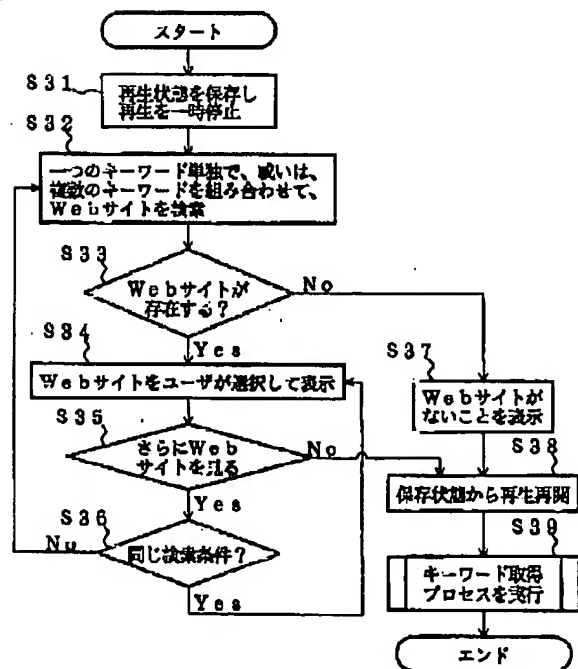 スタート
S31
再生状態を保存し
再生を一時停止
S32
一つのキーワード単独で、或いは、
複数のキーワードを組み合わせて、
Webサイトを検索
S33
Webサイトが
存在する?
No
Yes
S34
Webサイトをユーザが選択して表示
S37
Webサイトが
ないことを表示
S35
さらにWeb
サイトを見る
No
Yes
S38
保存状態から再生再開
S36
同じ検索条件?
No
Yes
S39
キーワード取得
プロセスを実行
エンド